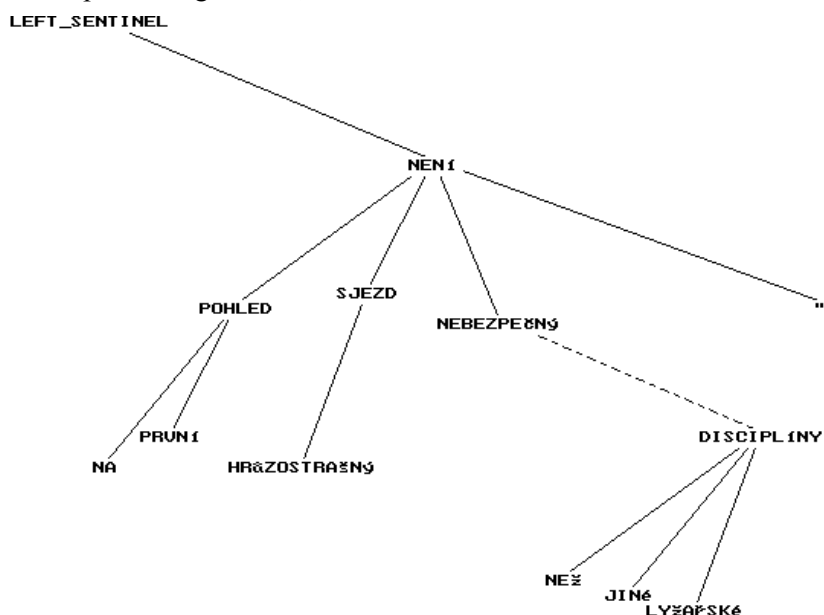 LEFT_SENTINEL
NENí
SJEZD
POHLED
"
NEBEZPEčNý
PRVNí
DISCIPLíNY
NA
HRůZOSTRAšNý
NEž
JINé
LYžAřSKé